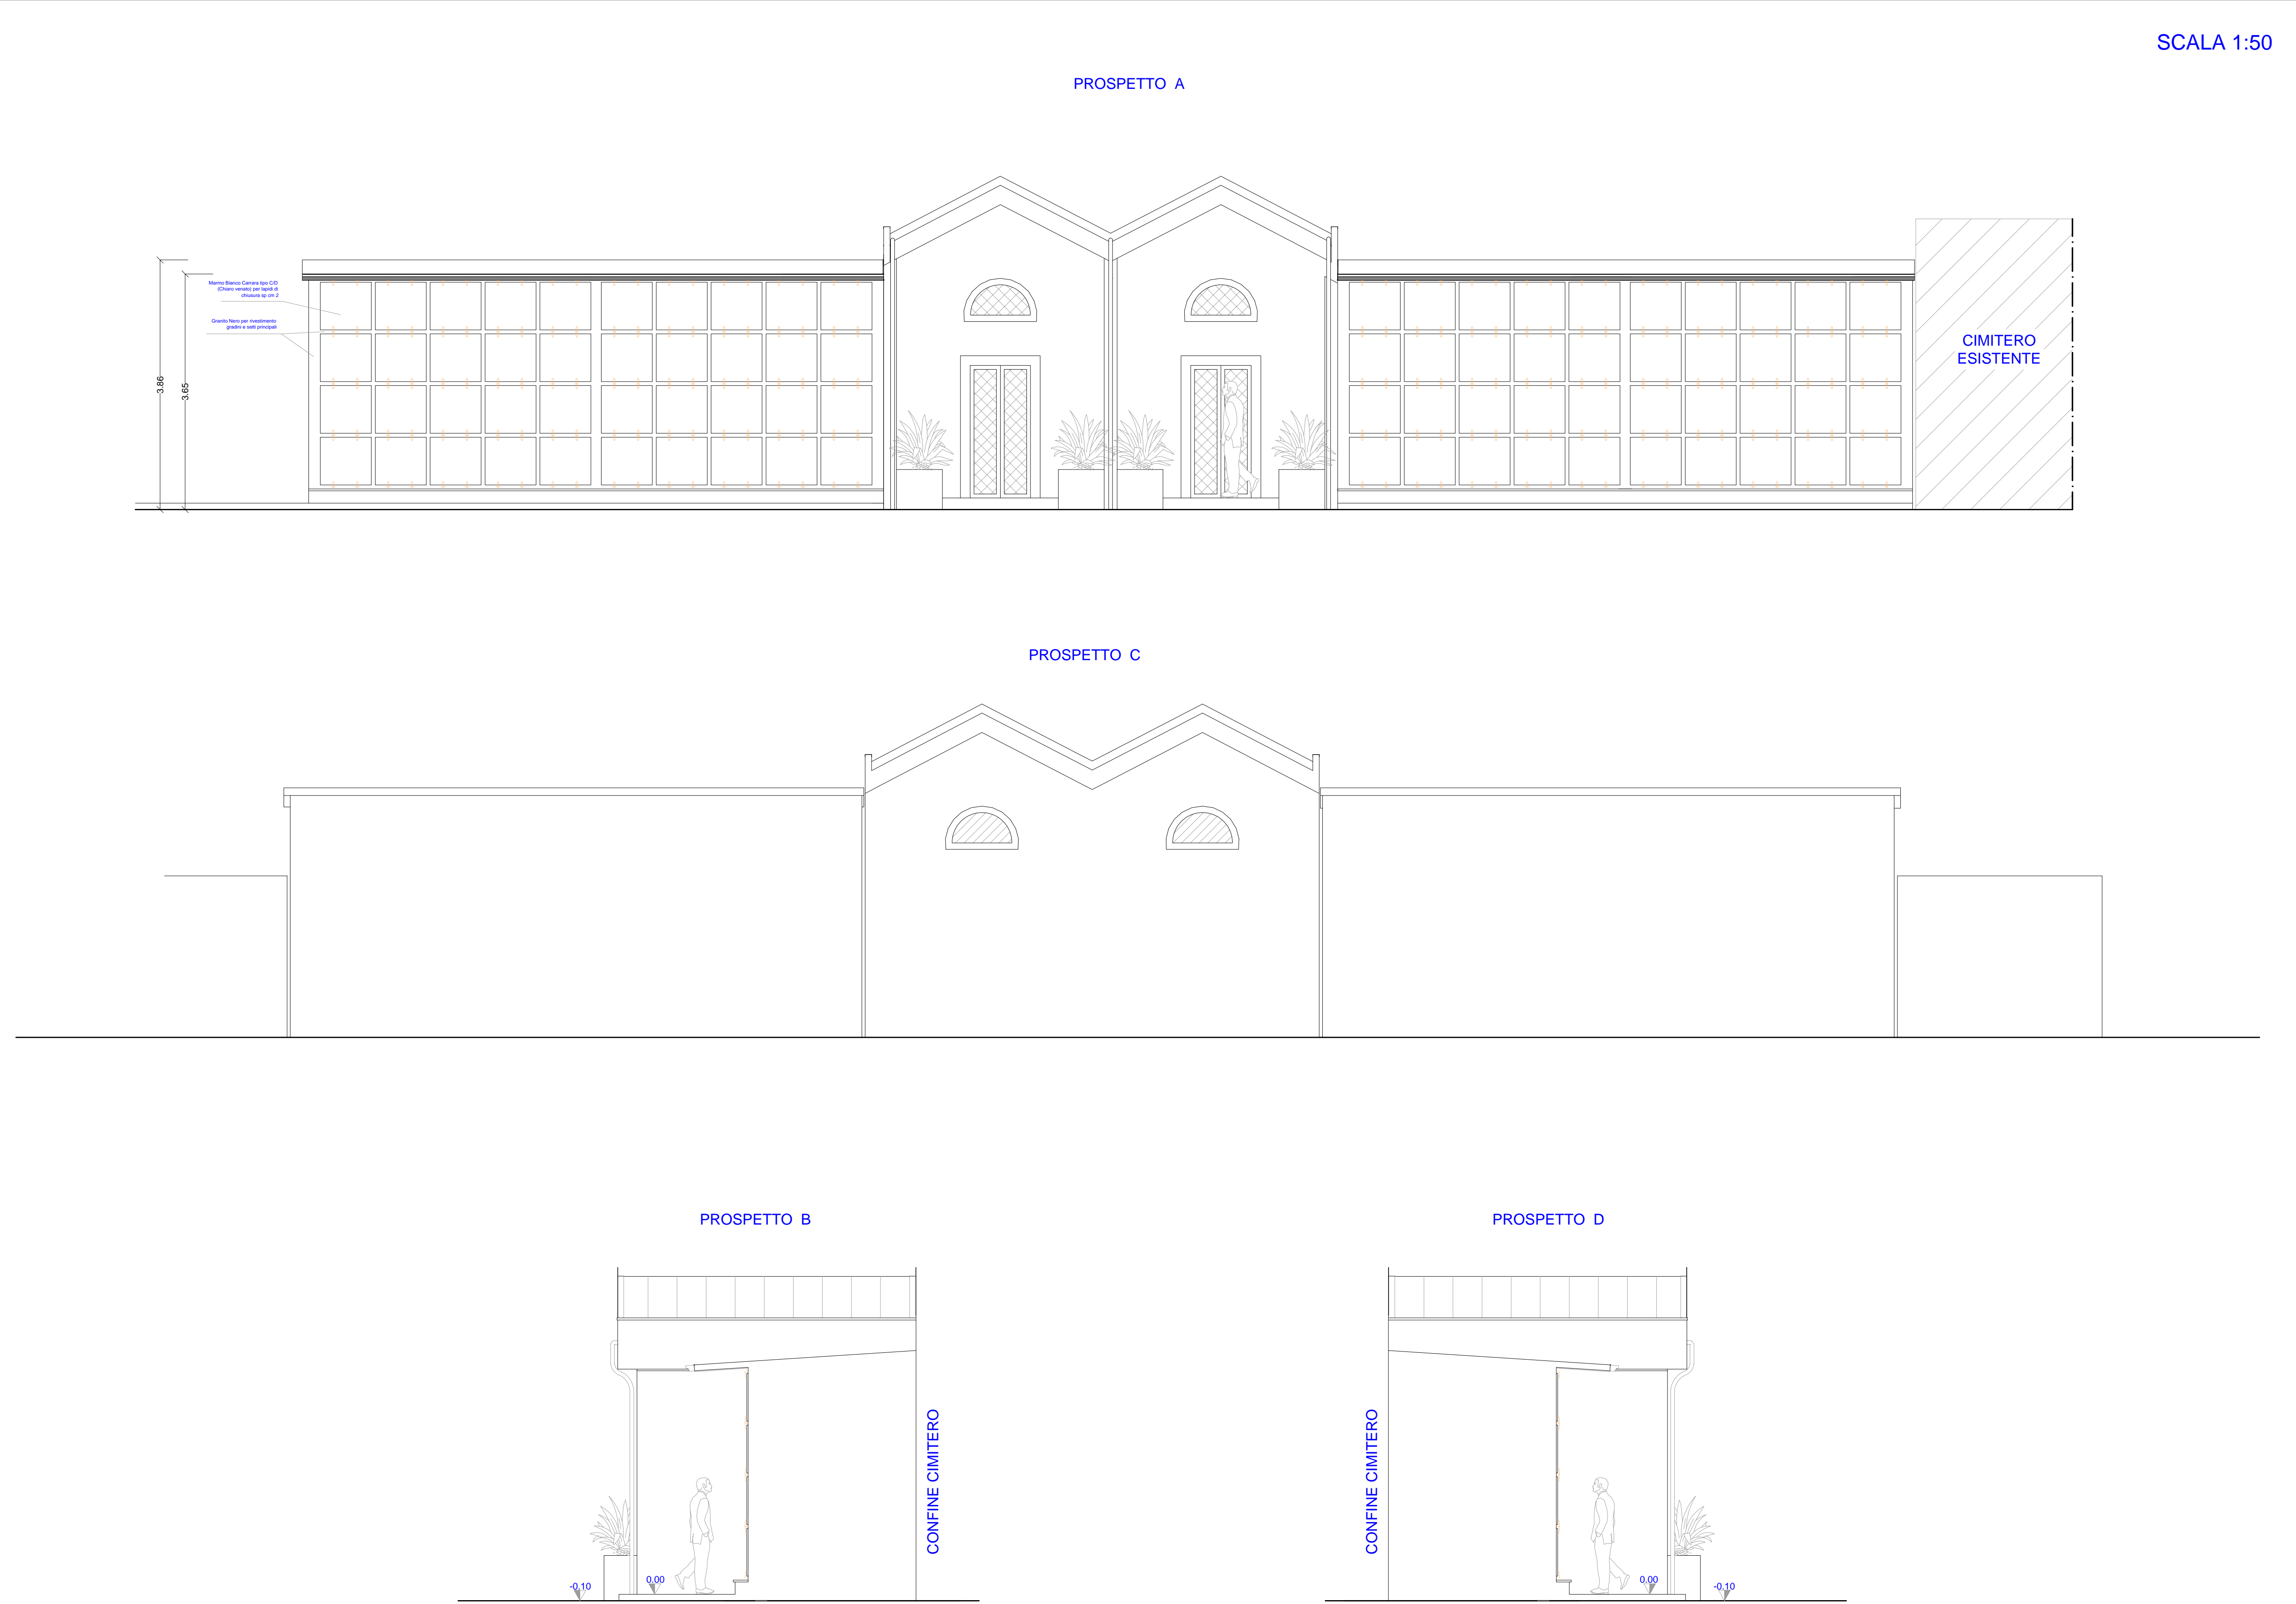 SCALA 1:50
PROSPETTO A
Marmo Bianco Carrara tipo C/D
(Chiaro venato) per lapidi di
chiusura sp cm 2
Granito Nero per rivestimento
gradini e setti principali
3.86
3.65
CIMITERO
ESISTENTE
PROSPETTO C
PROSPETTO B
PROSPETTO D
CONFINE CIMITERO
CONFINE CIMITERO
-0.10
0.00
0.00
-0.10